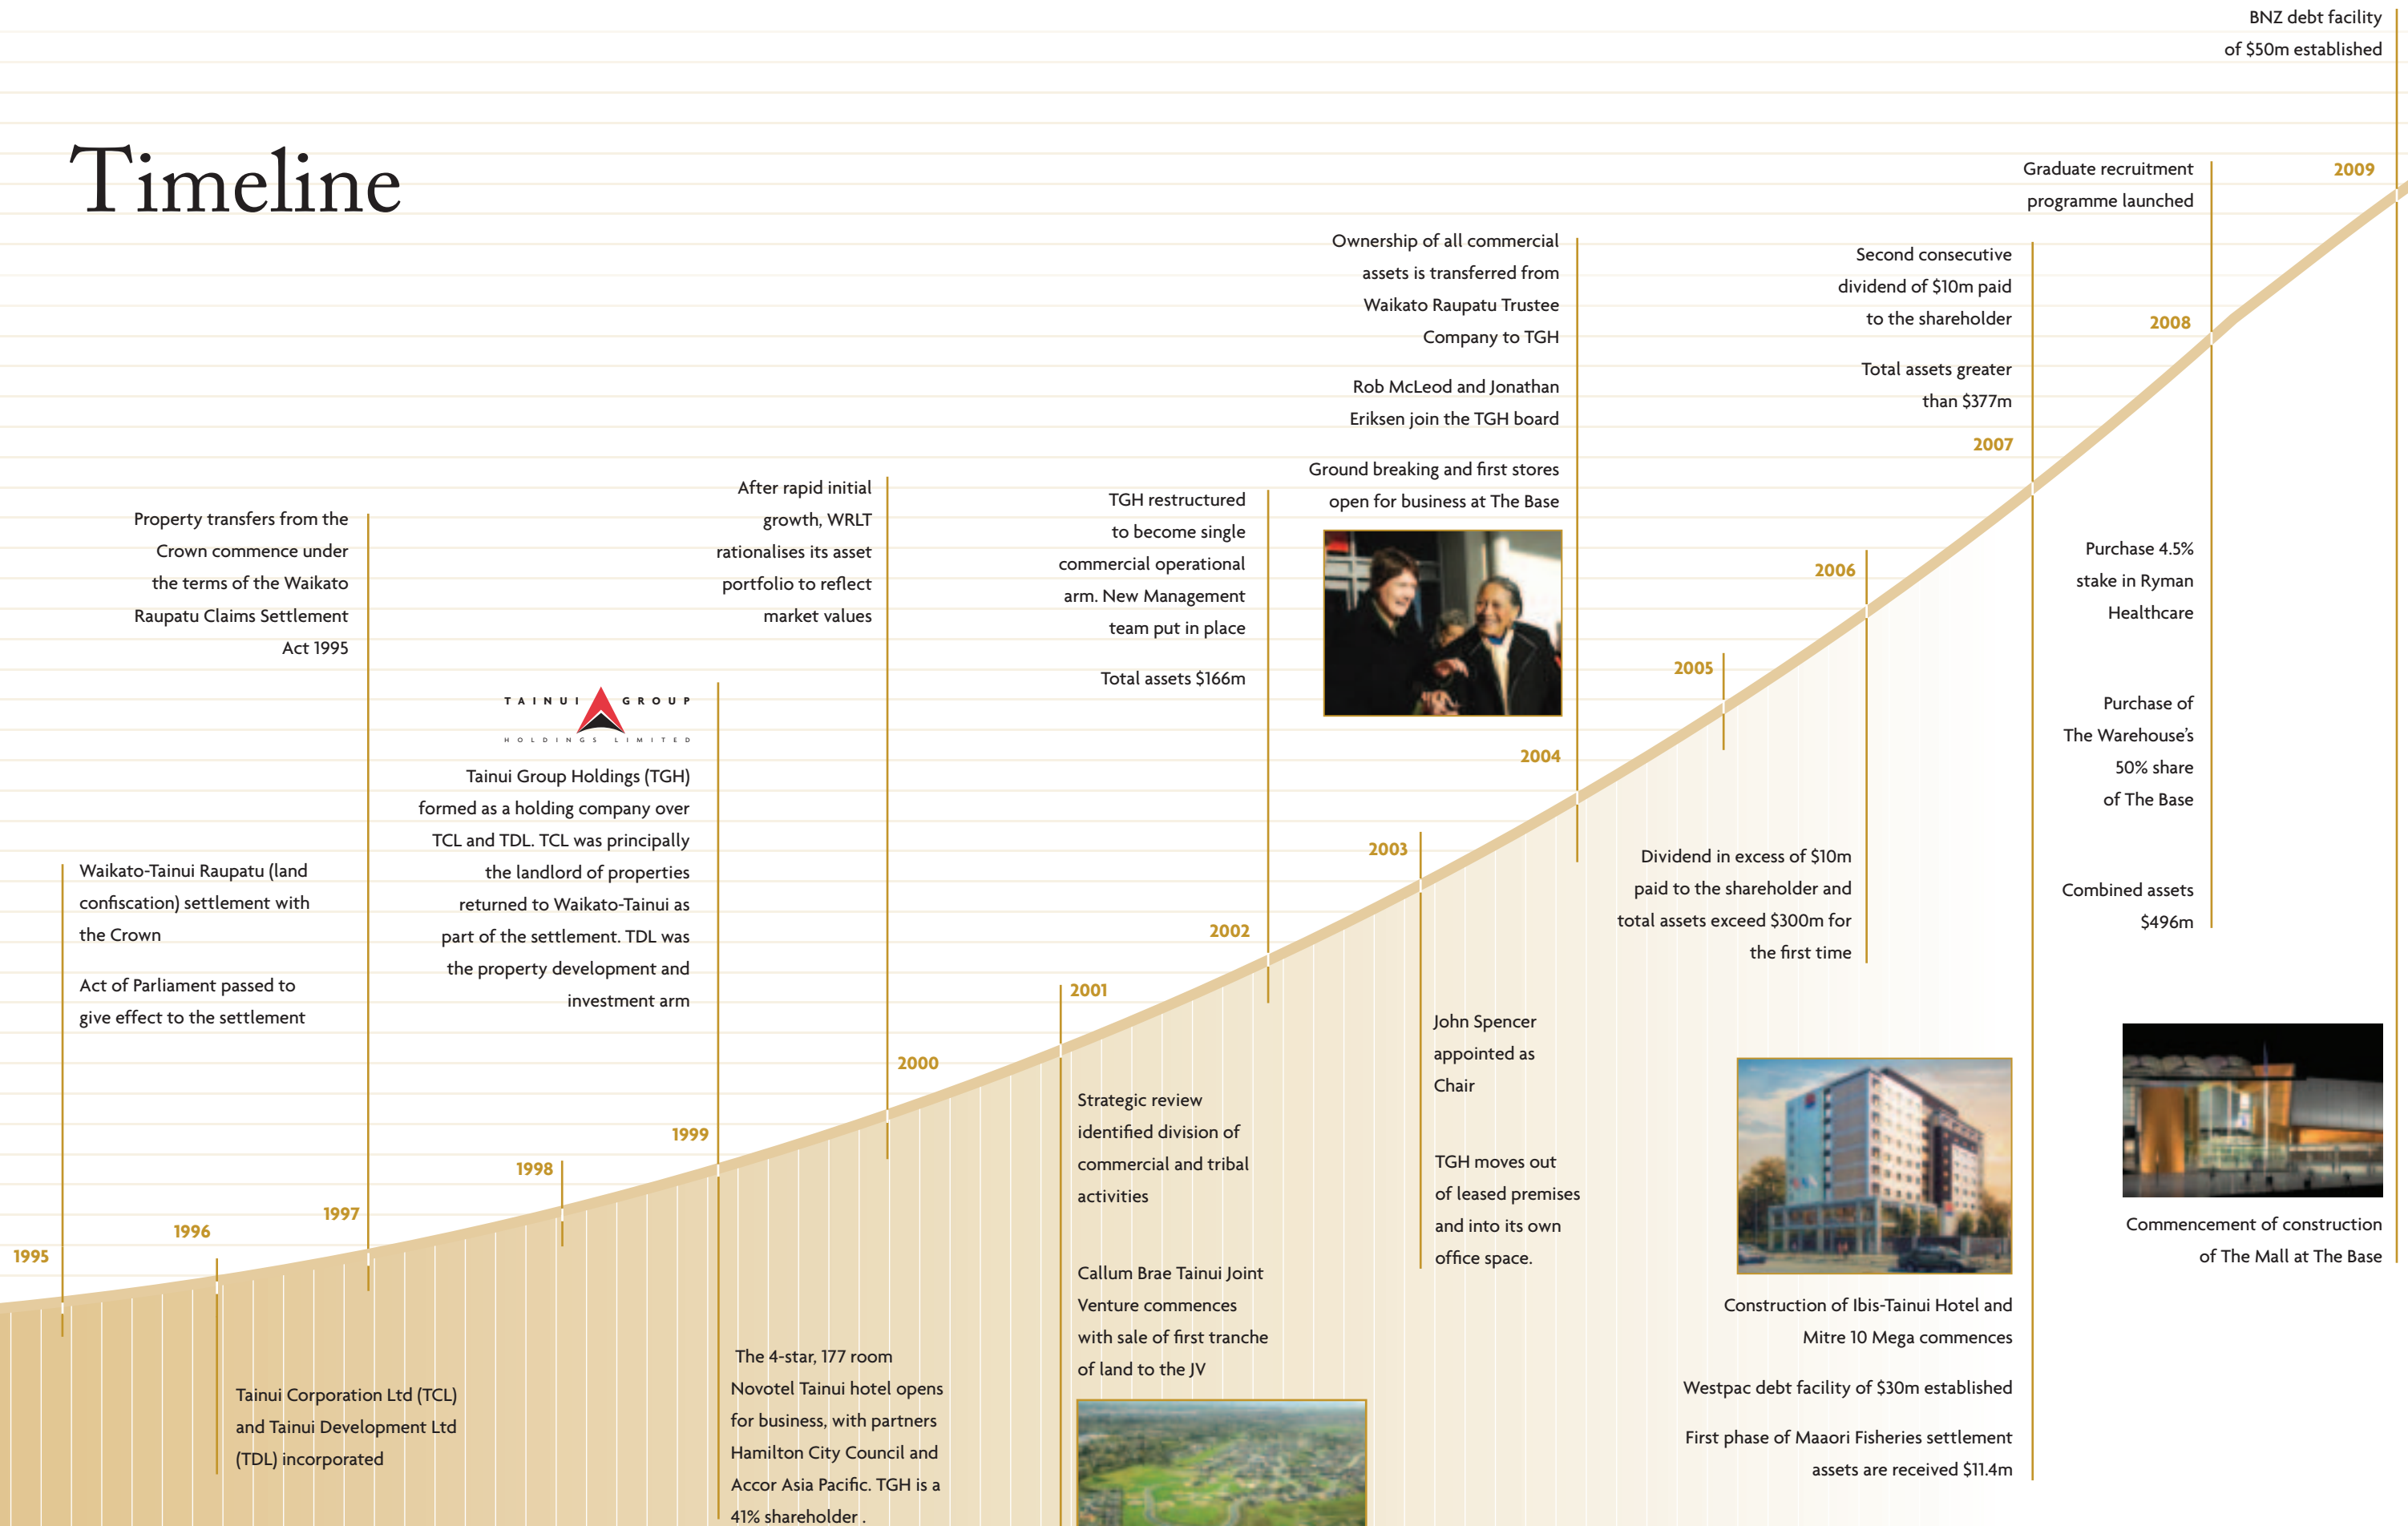 Timeline
1995
Waikato-Tainui Raupatu (land
confiscation) settlement with
the Crown
Act of Parliament passed to
give effect to the settlement
1996
Tainui Corporation Ltd (TCL)
and Tainui Development Ltd
(TDL) incorporated
1997
Property transfers from the
Crown commence under
the terms of the Waikato
Raupatu Claims Settlement
Act 1995
1998
1999
TAINUI GROUP
HOLDINGS LIMITED
Tainui Group Holdings (TGH)
formed as a holding company over
TCL and TDL. TCL was principally
the landlord of properties
returned to Waikato-Tainui as
part of the settlement. TDL was
the property development and
investment arm
The 4-star, 177 room
Novotel Tainui hotel opens
for business, with partners
Hamilton City Council and
Accor Asia Pacific. TGH is a
41% shareholder .
2000
After rapid initial
growth, WRLT
rationalises its asset
portfolio to reflect
market values
2001
Strategic review
identified division of
commercial and tribal
activities
Callum Brae Tainui Joint
Venture commences
with sale of first tranche
of land to the JV
2002
TGH restructured
to become single
commercial operational
arm. New Management
team put in place
Total assets $166m
2003
John Spencer
appointed as
Chair
TGH moves out
of leased premises
and into its own
office space.
2004
Ownership of all commercial
assets is transferred from
Waikato Raupatu Trustee
Company to TGH
Rob McLeod and Jonathan
Eriksen join the TGH board
Ground breaking and first stores
open for business at The Base
2005
2006
Dividend in excess of $10m
paid to the shareholder and
total assets exceed $300m for
the first time
2007
Second consecutive
dividend of $10m paid
to the shareholder
Total assets greater
than $377m
Construction of Ibis-Tainui Hotel and
Mitre 10 Mega commences
Westpac debt facility of $30m established
First phase of Maaori Fisheries settlement
assets are received $11.4m
2008
Graduate recruitment
programme launched
Purchase 4.5%
stake in Ryman
Healthcare
Purchase of
The Warehouse's
50% share
of The Base
Combined assets
$496m
2009
BNZ debt facility
of $50m established
Commencement of construction
of The Mall at The Base